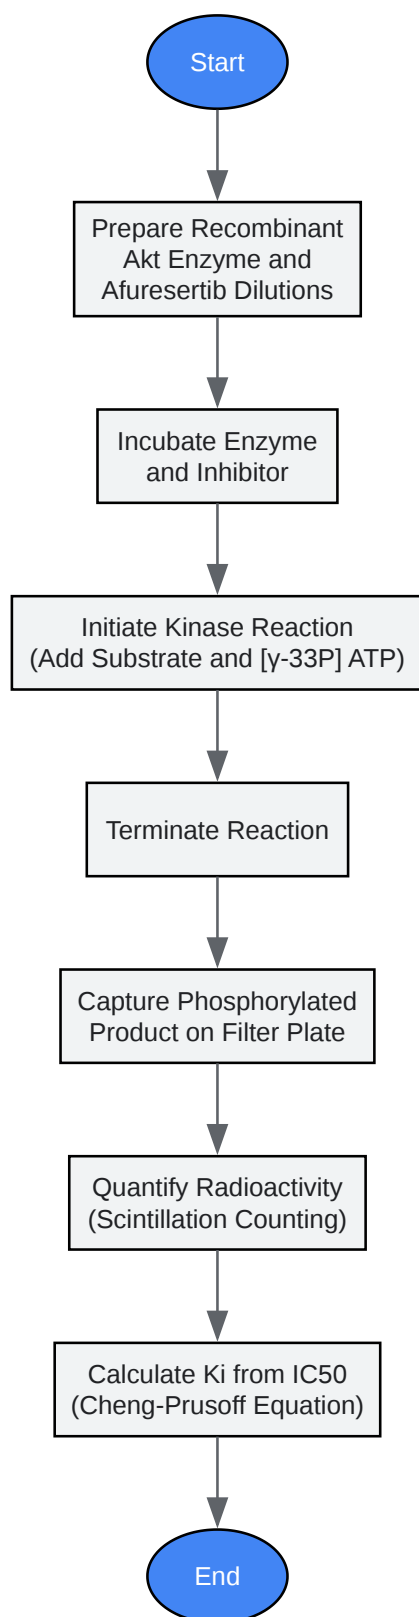 Start
Prepare Recombinant
Akt Enzyme and
Afuresertib Dilutions
Incubate Enzyme
and Inhibitor
Initiate Kinase Reaction
(Add Substrate and [γ-33P] ATP)
Terminate Reaction
Capture Phosphorylated
Product on Filter Plate
Quantify Radioactivity
(Scintillation Counting)
Calculate Ki from IC50
(Cheng-Prusoff Equation)
End